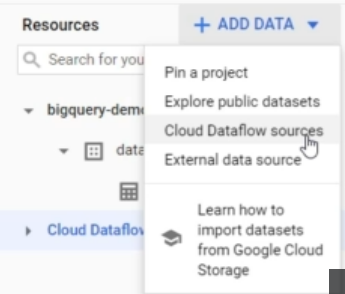 Resources
+ ADD DATA
Search for you
Pin a project
Explore public datasets
bigquery-dem
Cloud Dataflow sources
data
External data source
Cloud Dataflow
Learn how to
import datasets
from Google Cloud
Storage